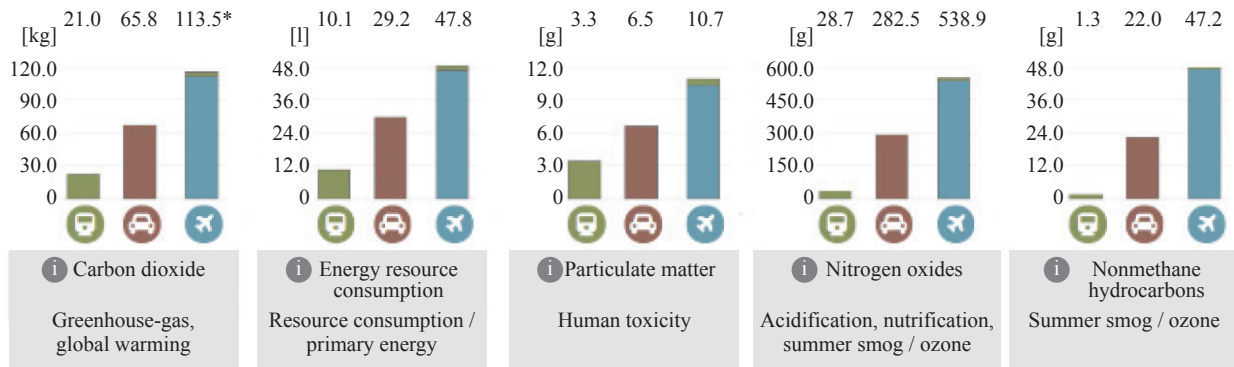 21.0 65.8 113.5*
[kg]
120.0
90.0
60.0
30.0
0
i Carbon dioxide
Greenhouse-gas,
global warming
10.1 29.2 47.8
[l]
48.0
36.0
24.0
12.0
0
i Energy resource
consumption
Resource consumption /
primary energy
3.3 6.5 10.7
[g]
12.0
9.0
6.0
3.0
0
i Particulate matter
Human toxicity
28.7 282.5 538.9
[g]
600.0
450.0
300.0
150.0
0
i Nitrogen oxides
Acidification, nutrification,
summer smog / ozone
1.3 22.0 47.2
[g]
48.0
36.0
24.0
12.0
0
i Nonmethane
hydrocarbons
Summer smog / ozone